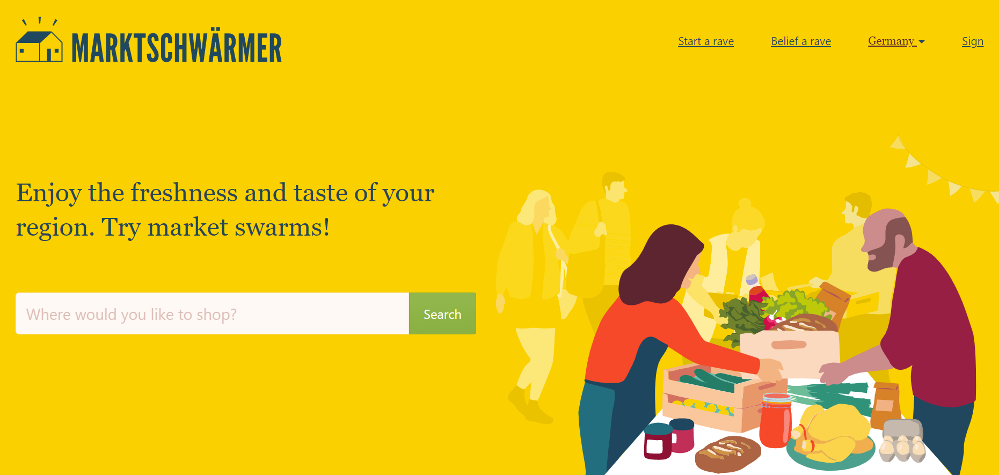 MARKTSCHWÄRMER
Start a rave
Belief a rave
Germany
Sign
Enjoy the freshness and taste of your
region. Try market swarms!
Where would you like to shop?
Search